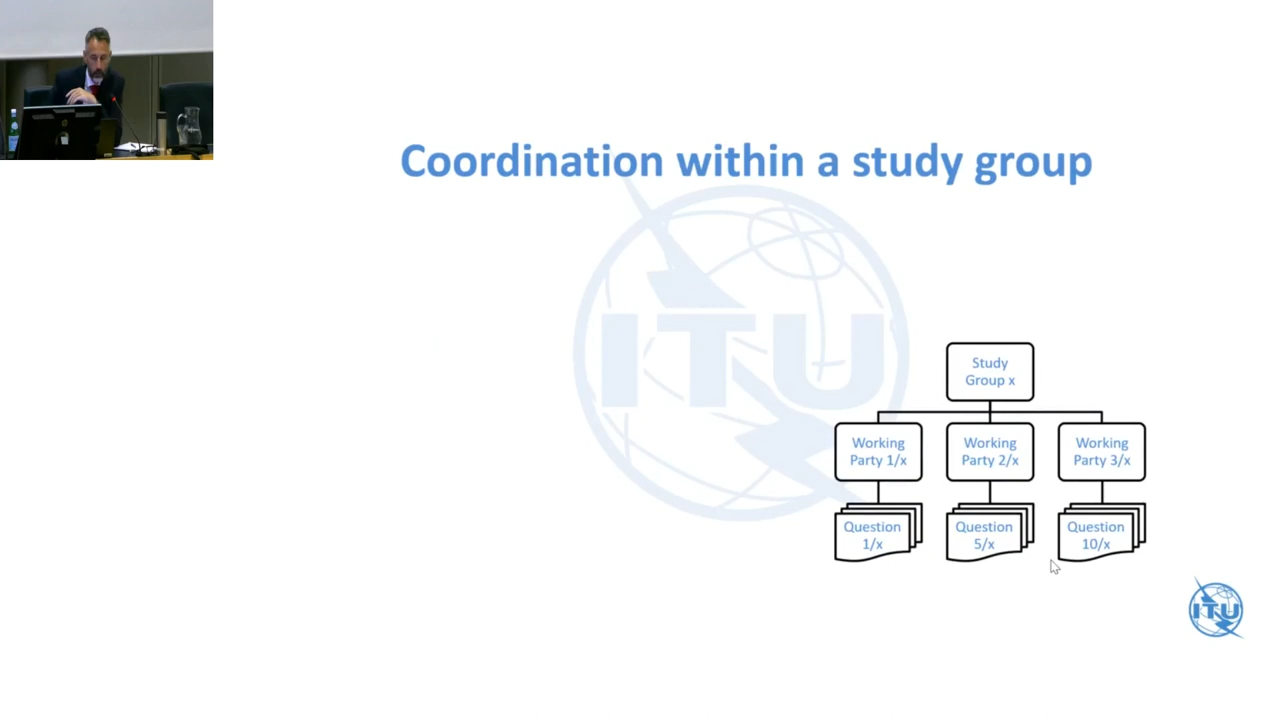 Coordination within a study group
ITU
Study
Group x
Working
Party 1/x
Working
Party 2/x
Working
Party 3/x
Question
1/x
Question
5/x
Question
10/x
ITU